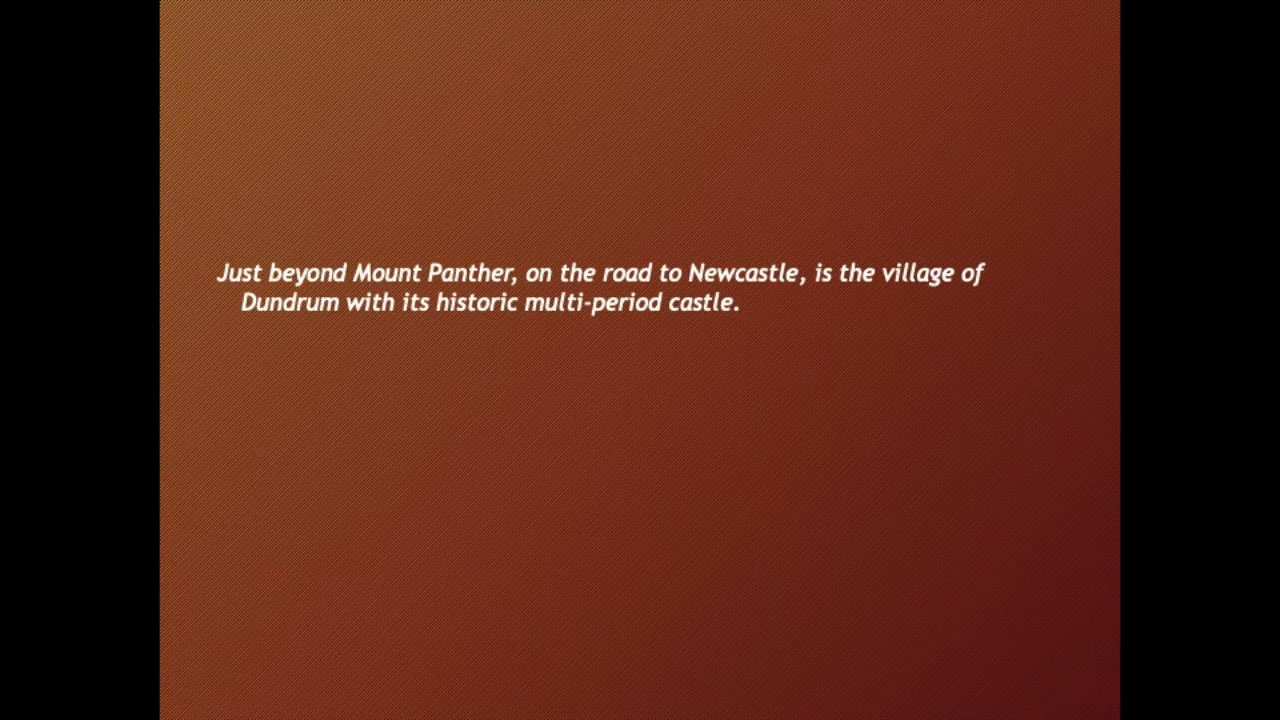 Just beyond Mount Panther, on the road to Newcastle, is the village of
Dundrum with its historic multi-period castle.